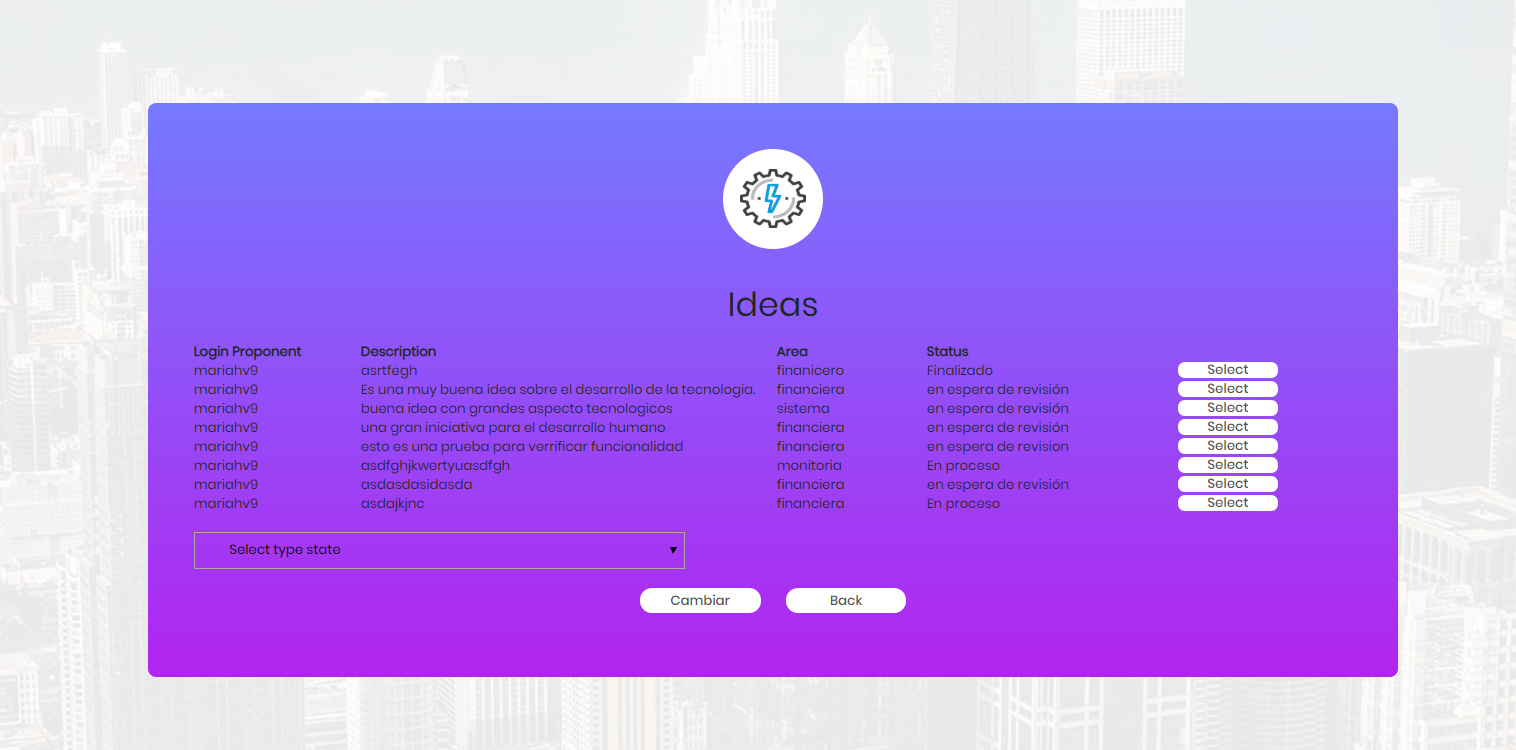 Ideas
Login Proponent Description Area Status
mariahv9 asrtfegh finanicero Finalizado Select
mariahv9 Es una muy buena idea sobre el desarrollo de la tecnologia. financiera en espera de revisión Select
mariahv9 buena idea con grandes aspecto tecnologicos sistema en espera de revisión Select
mariahv9 una gran iniciativa para el desarrollo humano financiera en espera de revisión Select
mariahv9 esto es una prueba para verrificar funcionalidad financiera en espera de revision Select
mariahv9 asdfghjkwertyuasdfgh monitoria En proceso Select
mariahv9 asdasdasidasda financiera en espera de revisión Select
mariahv9 asdajkjnc financiera En proceso Select
Select type state
Cambiar Back